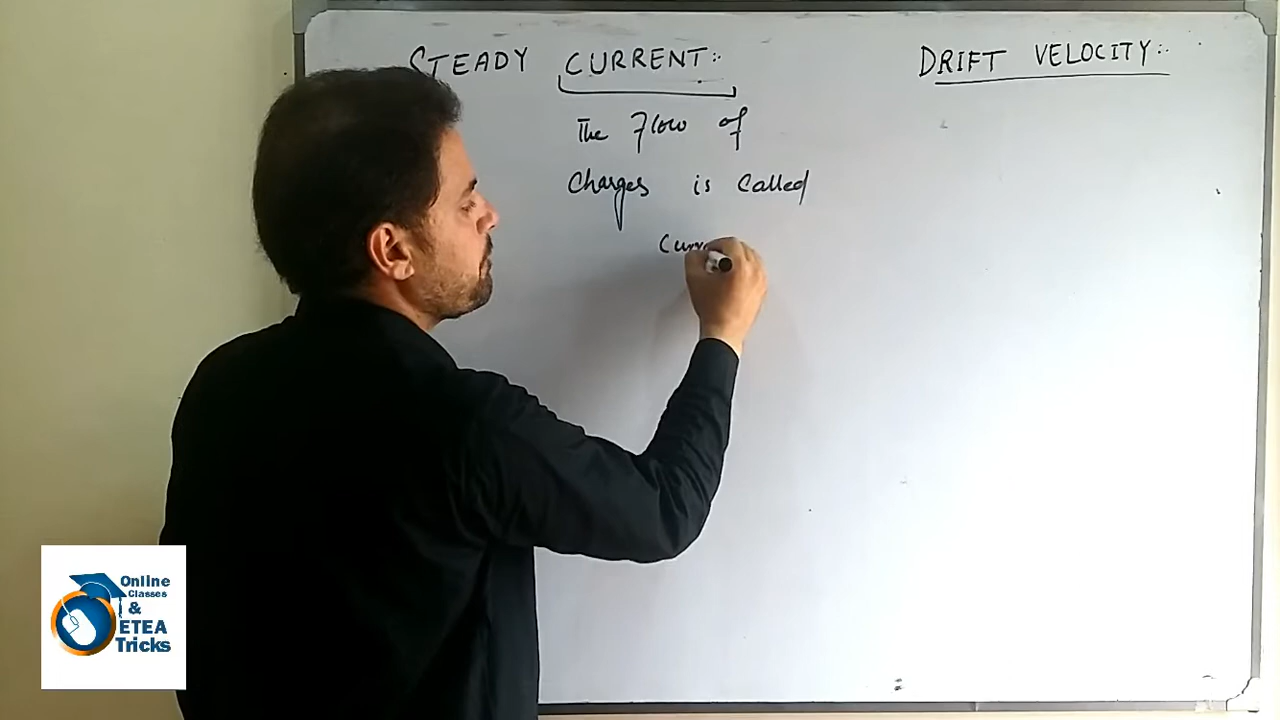 STEADY CURRENT:-
The flow of
Charges is Called
DRIFT VELOCITY:-
Online
Classes
&
ETEA
Tricks